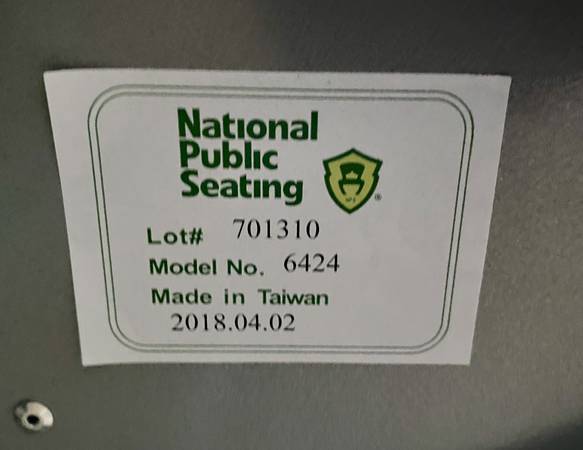 National
Public
Seating
®
Lot# 701310
Model No. 6424
Made in Taiwan
2018.04.02